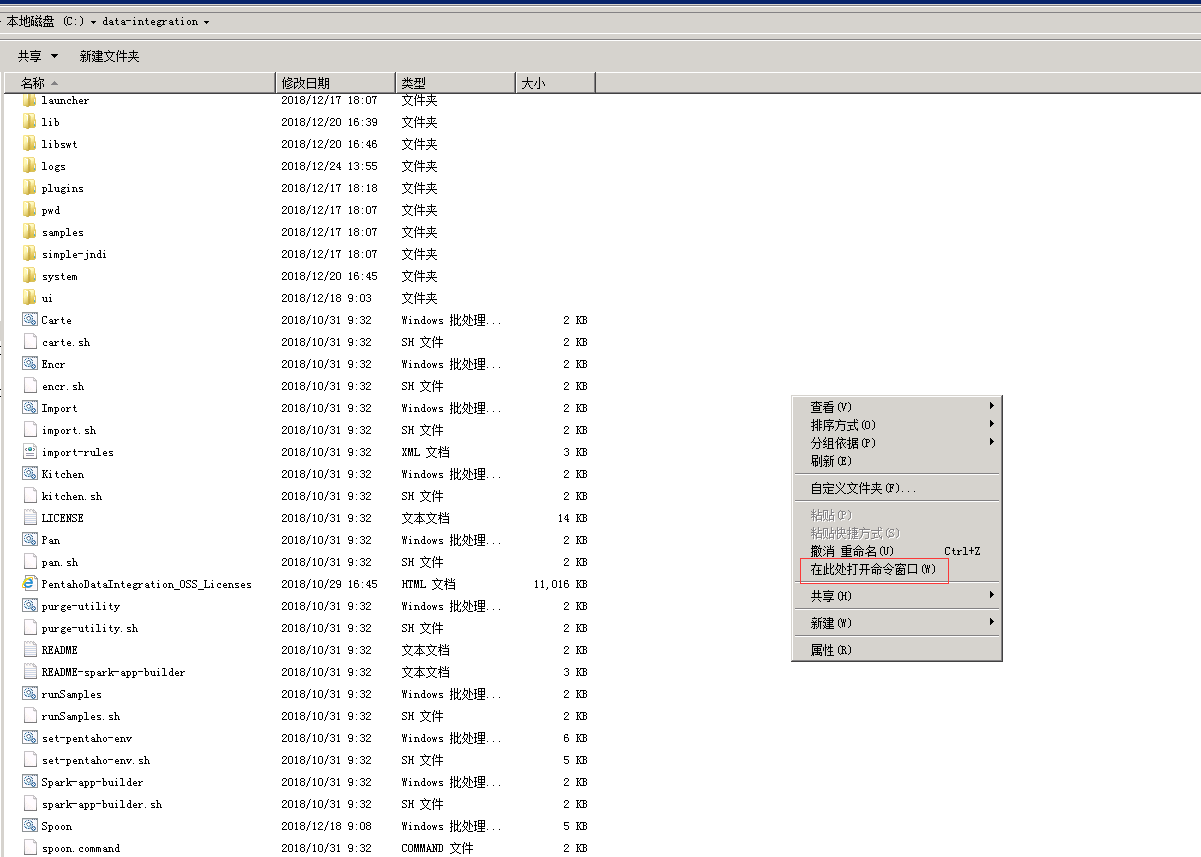 本地磁盘 (C:) data-integration
共享 新建文件夹
名称 修改日期 类型 大小
launcher 2018/12/17 18:07 文件夹
lib 2018/12/20 16:39 文件夹
libswt 2018/12/20 16:46 文件夹
logs 2018/12/24 13:55 文件夹
plugins 2018/12/17 18:18 文件夹
pwd 2018/12/17 18:07 文件夹
samples 2018/12/17 18:07 文件夹
simple-jndi 2018/12/17 18:07 文件夹
system 2018/12/20 16:45 文件夹
ui 2018/12/18 9:03 文件夹
Carte 2018/10/31 9:32 Windows 批处理... 2 KB
carte.sh 2018/10/31 9:32 SH 文件 2 KB
Encr 2018/10/31 9:32 Windows 批处理... 2 KB
encr.sh 2018/10/31 9:32 SH 文件 2 KB
Import 2018/10/31 9:32 Windows 批处理... 2 KB
import.sh 2018/10/31 9:32 SH 文件 2 KB
import-rules 2018/10/31 9:32 XML 文档 3 KB
Kitchen 2018/10/31 9:32 Windows 批处理... 2 KB
kitchen.sh 2018/10/31 9:32 SH 文件 2 KB
LICENSE 2018/10/31 9:32 文本文档 14 KB
Pan 2018/10/31 9:32 Windows 批处理... 2 KB
pan.sh 2018/10/31 9:32 SH 文件 2 KB
PentahoDataIntegration_OSS_Licenses 2018/10/29 16:45 HTML 文档 11,016 KB
purge-utility 2018/10/31 9:32 Windows 批处理... 2 KB
purge-utility.sh 2018/10/31 9:32 SH 文件 2 KB
README 2018/10/31 9:32 文本文档 2 KB
README-spark-app-builder 2018/10/31 9:32 文本文档 3 KB
runSamples 2018/10/31 9:32 Windows 批处理... 2 KB
runSamples.sh 2018/10/31 9:32 SH 文件 2 KB
set-pentaho-env 2018/10/31 9:32 Windows 批处理... 6 KB
set-pentaho-env.sh 2018/10/31 9:32 SH 文件 5 KB
Spark-app-builder 2018/10/31 9:32 Windows 批处理... 2 KB
spark-app-builder.sh 2018/10/31 9:32 SH 文件 2 KB
Spoon 2018/12/18 9:08 Windows 批处理... 5 KB
spoon.command 2018/10/31 9:32 COMMAND 文件 2 KB
查看(V)
排序方式(O)
分组依据(P)
刷新(E)
自定义文件夹(F)...
粘贴(P)
粘贴快捷方式(S)
撤消 重命名(U) Ctrl+Z
在此处打开命令窗口(W)
共享(H)
新建(W)
属性(R)